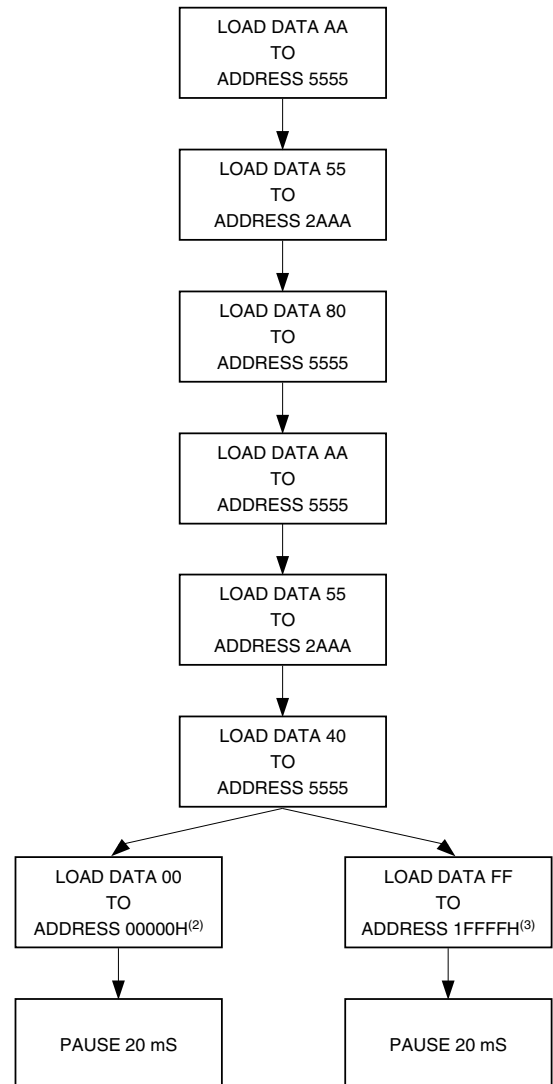 LOAD DATA AA
TO
ADDRESS 5555
LOAD DATA 55
TO
ADDRESS 2AAA
LOAD DATA 80
TO
ADDRESS 5555
LOAD DATA AA
TO
ADDRESS 5555
LOAD DATA 55
TO
ADDRESS 2AAA
LOAD DATA 40
TO
ADDRESS 5555
LOAD DATA 00
TO
ADDRESS 00000H(2)
LOAD DATA FF
TO
ADDRESS 1FFFFH(3)
PAUSE 20 mS
PAUSE 20 mS